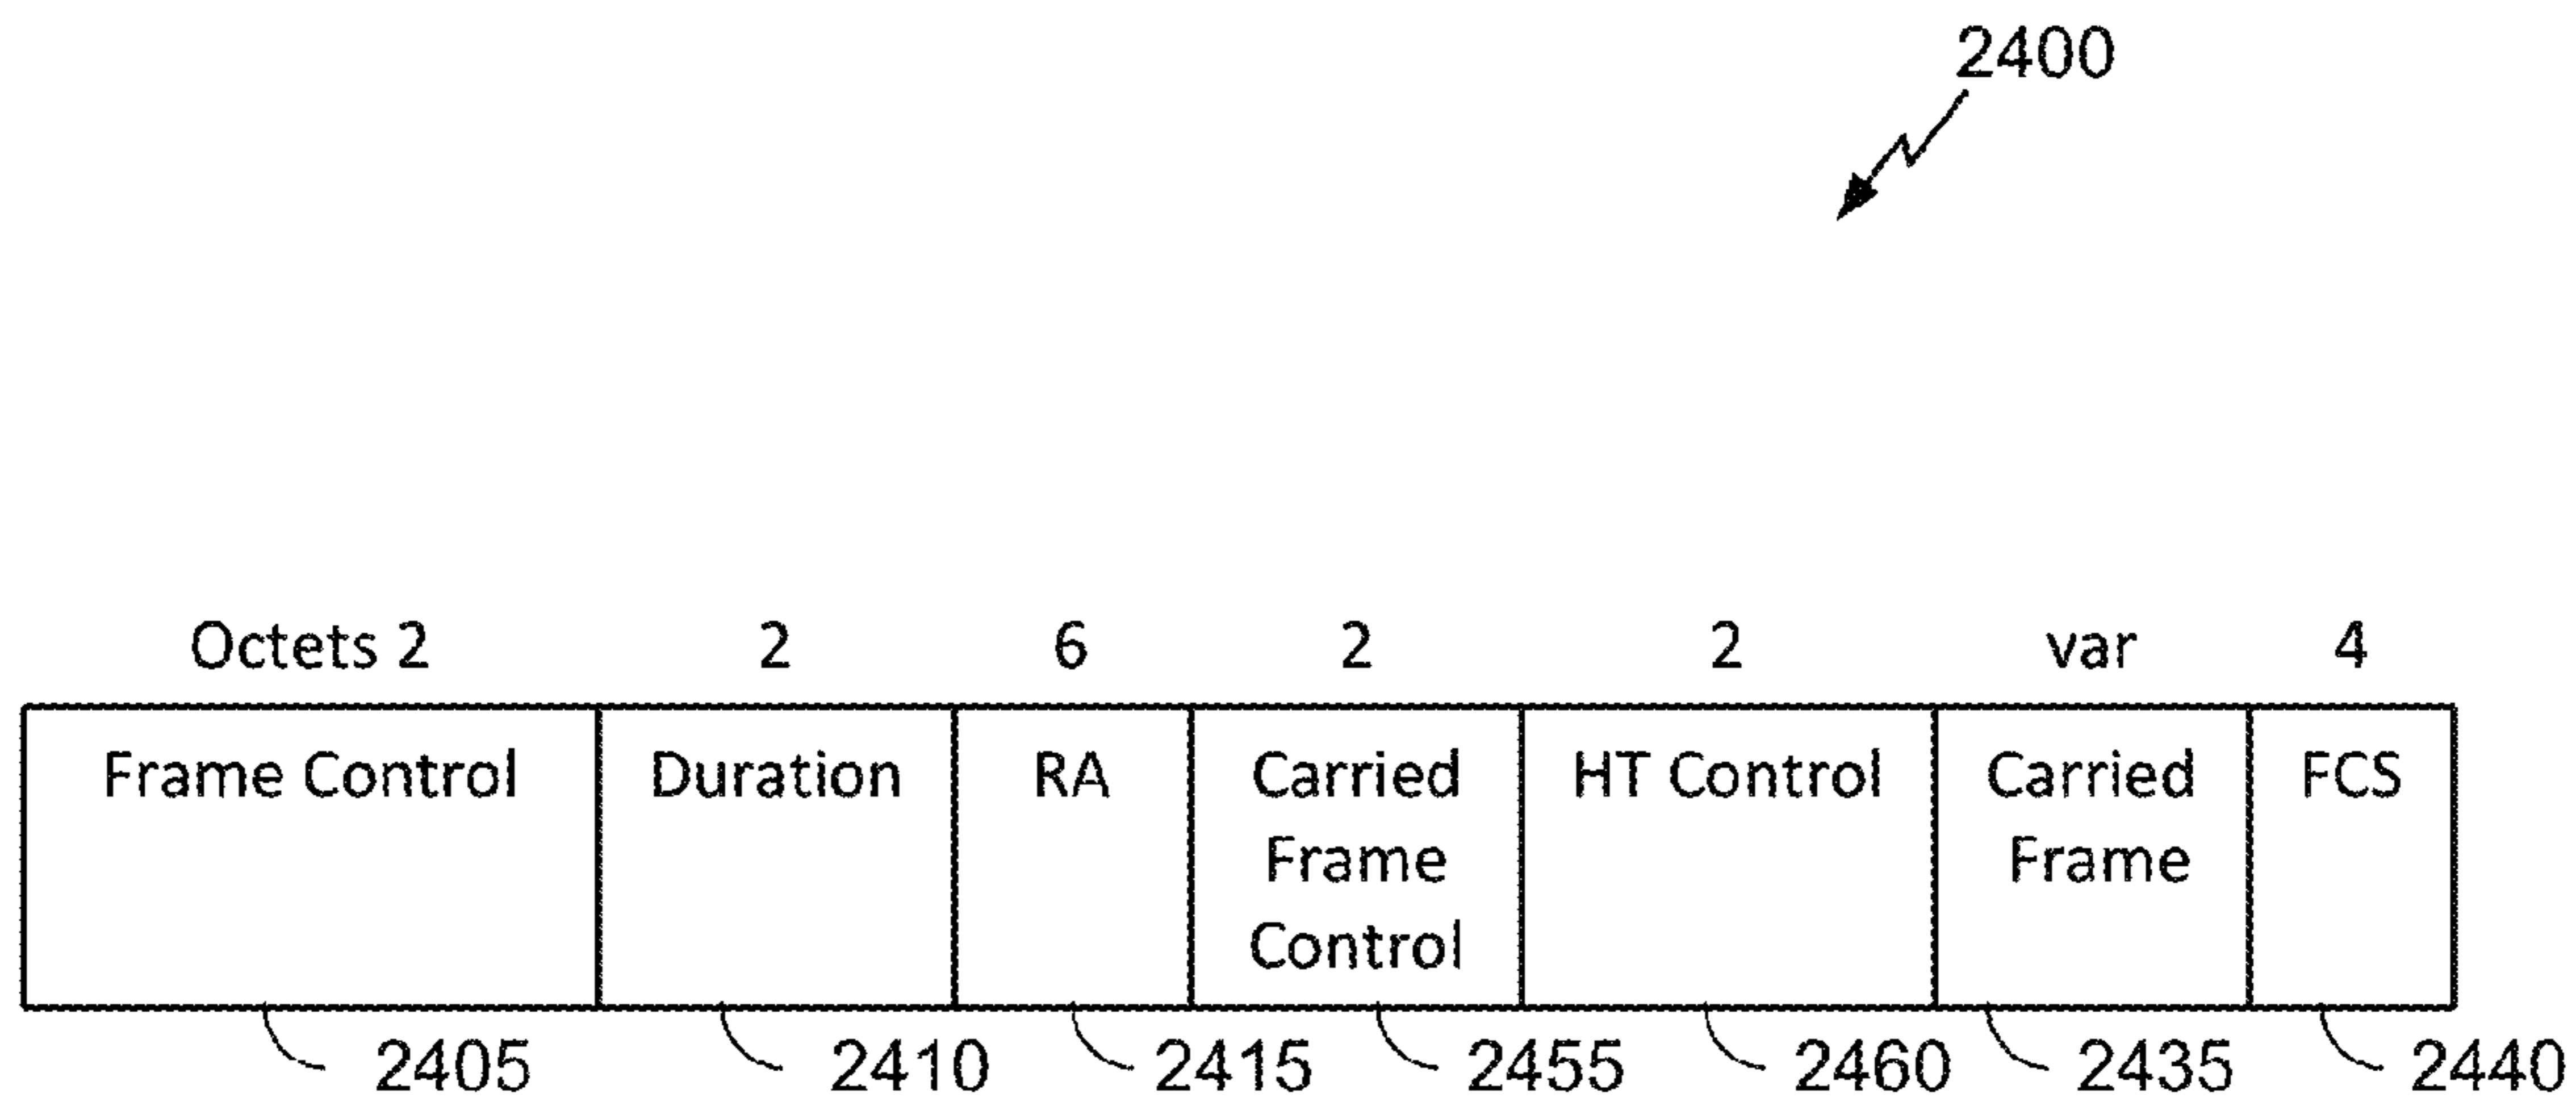 2400
Octets 2 2 6 2 2 var 4
Frame Control Duration RA Carried HT Control Carried FCS
Frame Frame
Control
2405 2410 2415 2455 2460 2435 2440